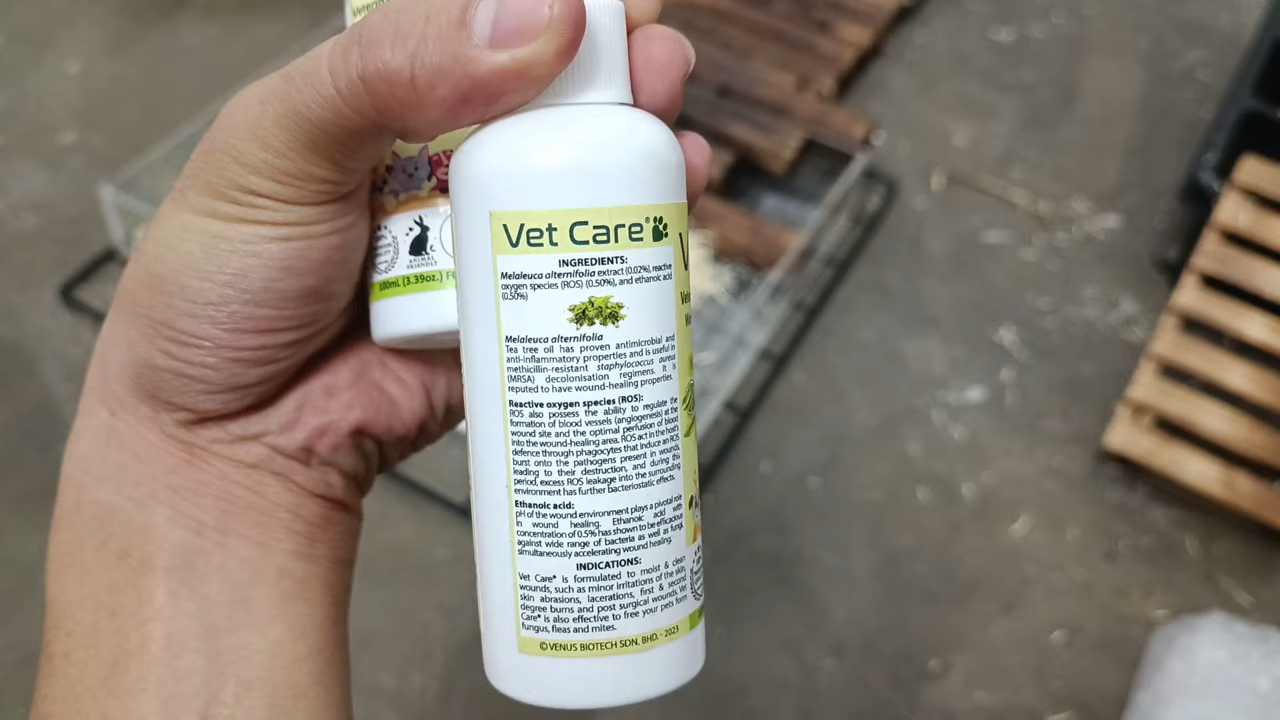 Vet Care®
INGREDIENTS:
Melaleuca alternifolia extract (0.02%), reactive
oxygen species (ROS) (0.50%), and ethanoic acid
(0.50%)
Melaleuca alternifolia
Tea tree oil has proven antimicrobial and
anti-inflammatory properties and is useful in
methicillin-resistant staphylococcus aureus
(MRSA) decolonisation regimens. It is
reputed to have wound-healing properties.
Reactive oxygen species (ROS):
ROS also possess the ability to regulate the
formation of blood vessels (angiogenesis) at the
wound site and the optimal perfusion of blood
into the wound-healing area. ROS act in the host's
defence through phagocytes that induce an ROS
burst onto the pathogens present in wounds,
leading to their destruction, and during this
period, excess ROS leakage into the surrounding
environment has further bacteriostatic effects.
Ethanoic acid:
pH of the wound environment plays a pivotal role
in wound healing. Ethanoic acid with
concentration of 0.5% has shown to be efficacious
against wide range of bacteria as well as fungi,
simultaneously accelerating wound healing.
INDICATIONS:
Vet Care® is formulated to moist & clean
wounds, such as minor irritations of the skin,
skin abrasions, lacerations, first & second
degree burns and post surgical wounds. Vet
Care® is also effective to free your pets form
fungus, fleas and mites.
©VENUS BIOTECH SDN. BHD. - 2023
ANIMAL
FRIENDLY
100mL (3.39oz.)